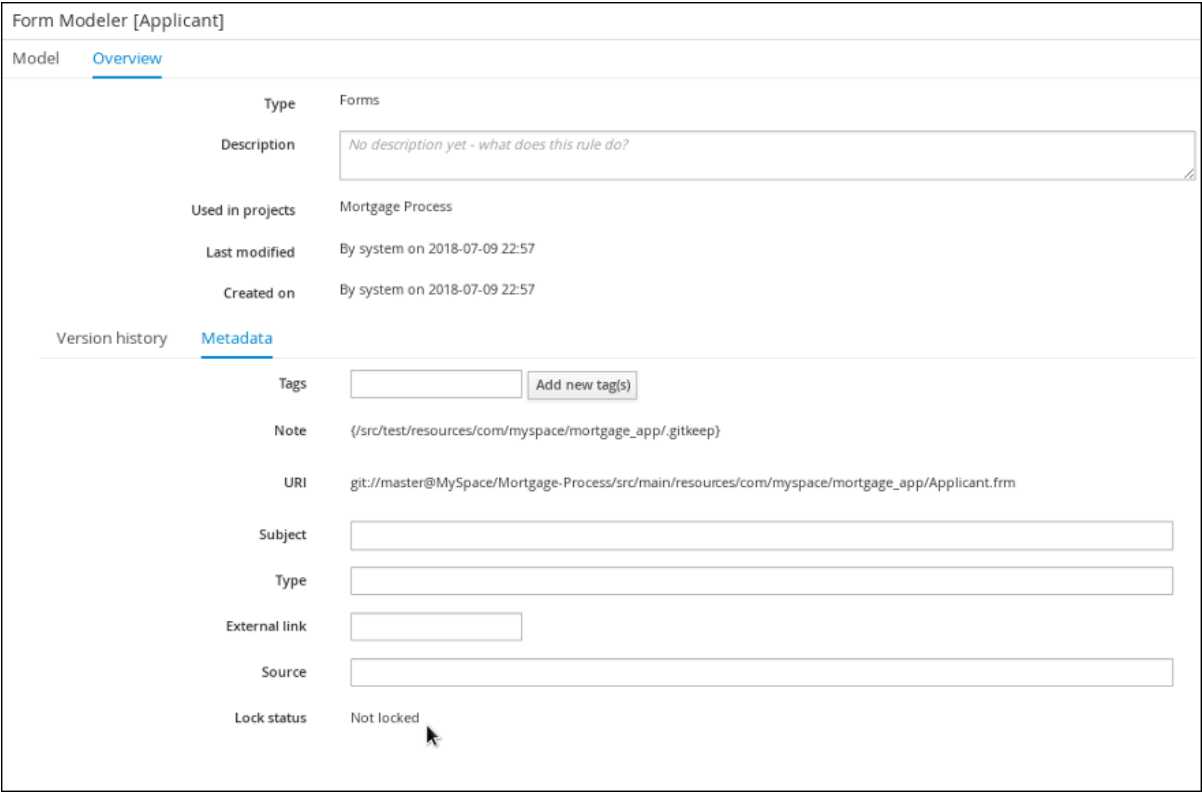 Form Modeler [Applicant]
Model Overview
Type Forms
Description No description yet - what does this rule do?
Used in projects Mortgage Process
Last modified By system on 2018-07-09 22:57
Created on By system on 2018-07-09 22:57
Version history Metadata
Tags Add new tag(s)
Note {/src/test/resources/com/myspace/mortgage_app/.gitkeep}
URI git://master@MySpace/Mortgage-Process/src/main/resources/com/myspace/mortgage_app/Applicant.frm
Subject
Type
External link
Source
Lock status Not locked